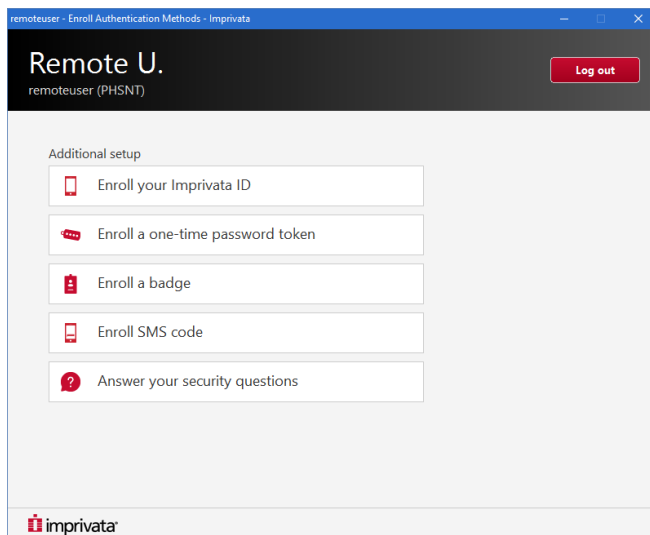 remoteuser - Enroll Authentication Methods - Imprivata
Remote U.
remoteuser (PHSNT)
Log out
Additional setup
Enroll your Imprivata ID
Enroll a one-time password token
Enroll a badge
Enroll SMS code
? Answer your security questions
imprivata